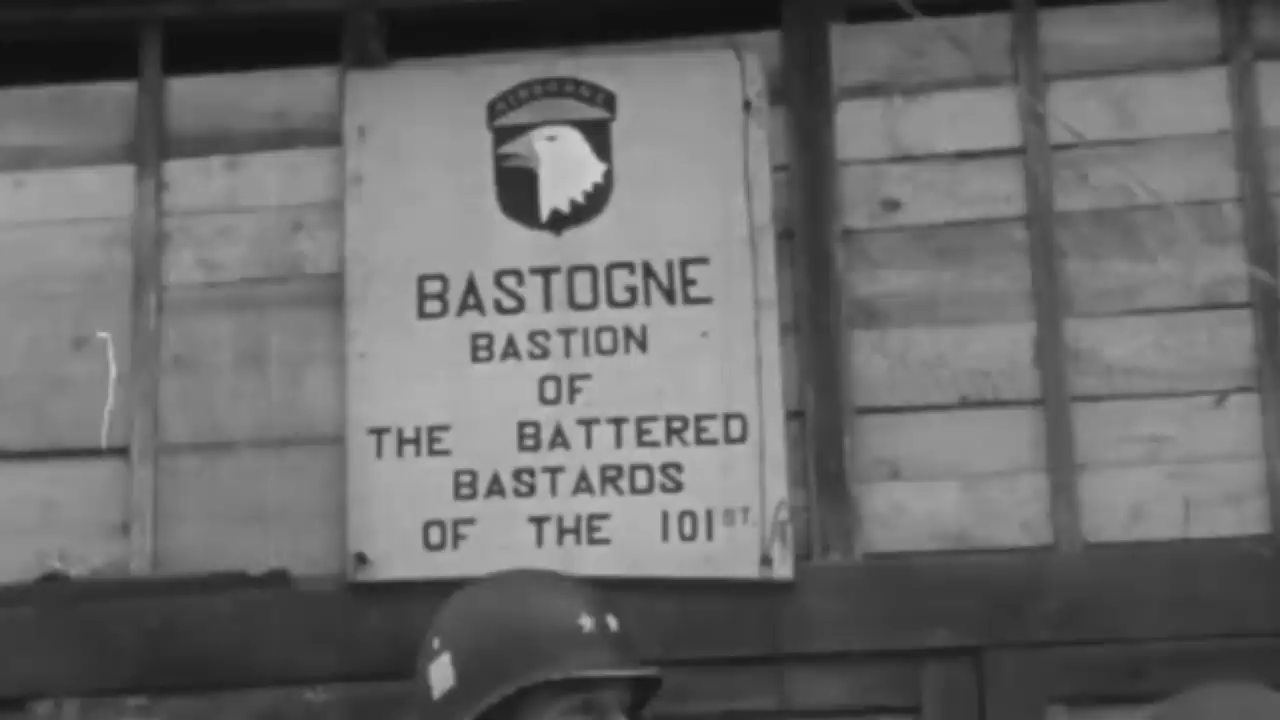 AIRBORNE
BASTOGNE
BASTION
OF
THE BATTERED
BASTARDS
OF THE 101ST.